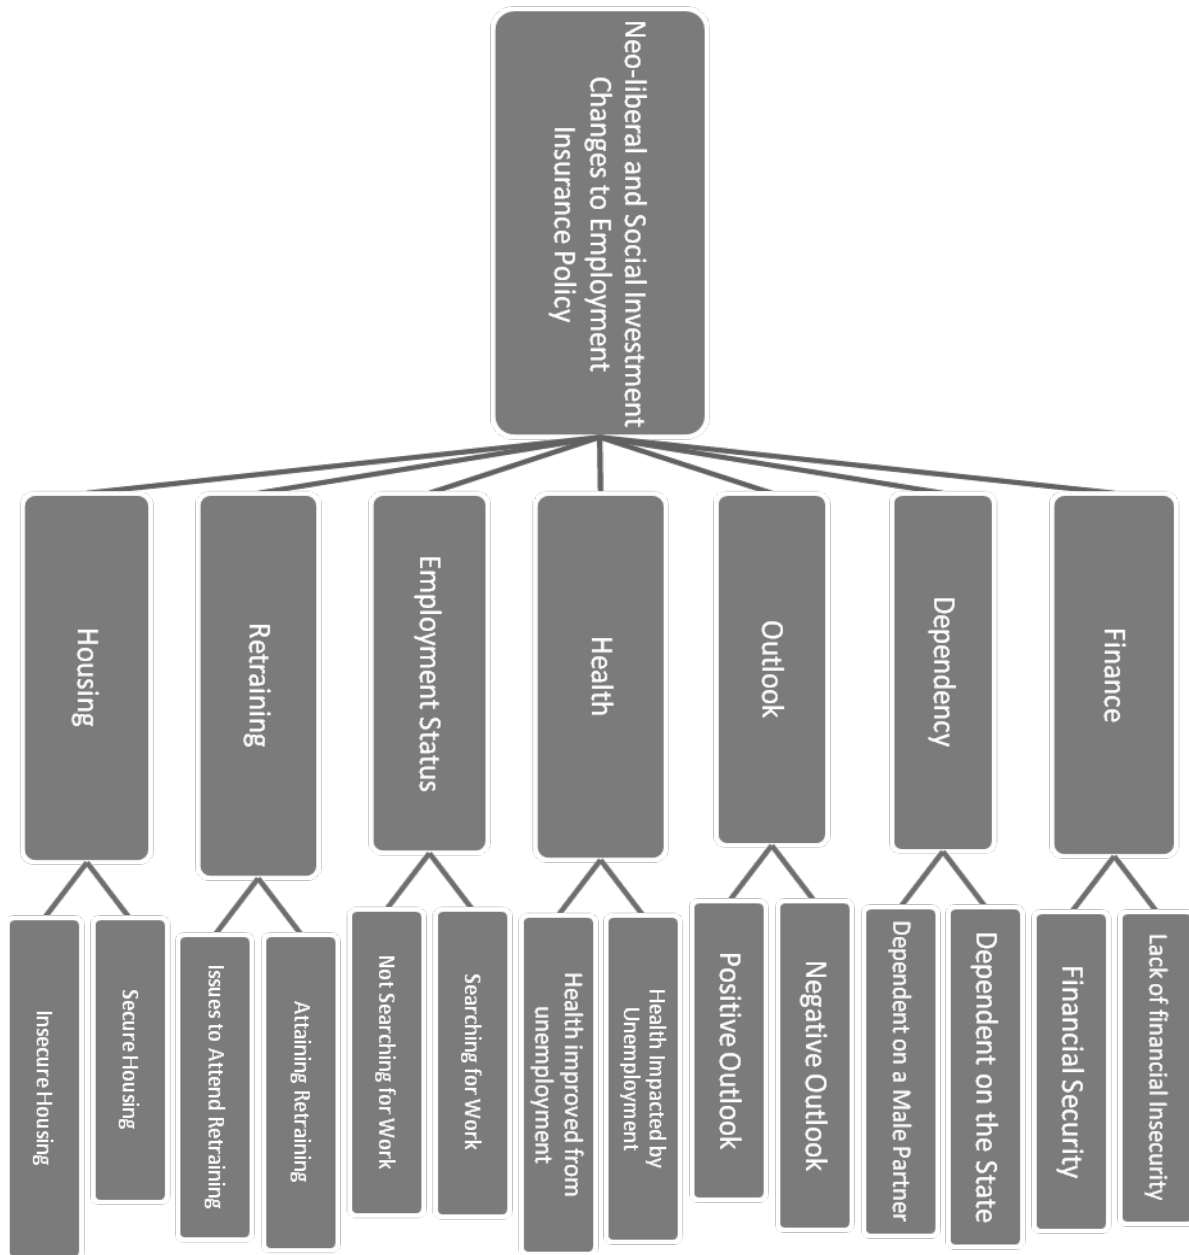 Neo-liberal and Social Investment
Changes to Employment
Insurance Policy
Finance
Lack of financial Insecurity
Financial Security
Dependency
Dependent on the State
Dependent on a Male Partner
Outlook
Negative Outlook
Positive Outlook
Health
Health Impacted by
Unemployment
Health improved from
unemployment
Employment Status
Searching for Work
Not Searching for Work
Retraining
Attaining Retraining
Issues to Attend Retraining
Housing
Secure Housing
Insecure Housing